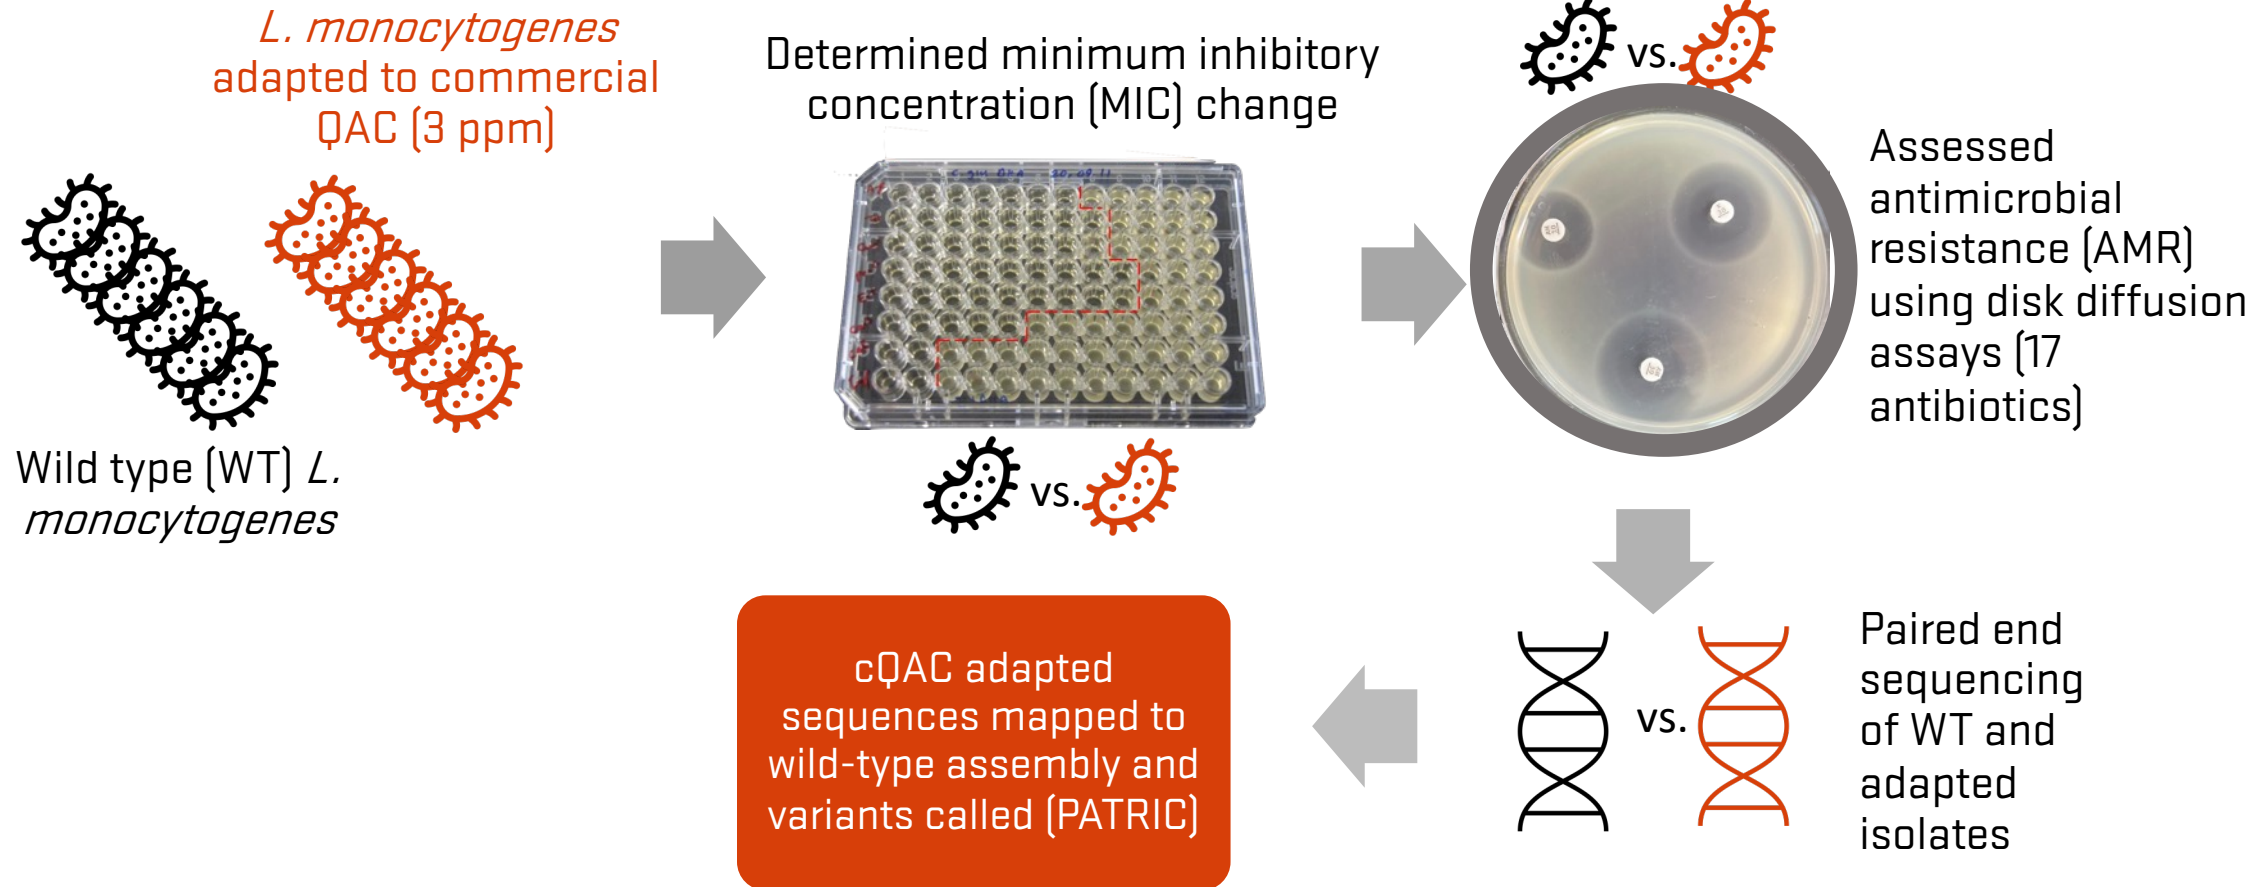 L. monocytogenes
adapted to commercial
QAC (3 ppm)
Wild type (WT) L.
monocytogenes
Determined minimum inhibitory
concentration (MIC) change
vs.
vs.
Assessed
antimicrobial
resistance (AMR)
using disk diffusion
assays (17
antibiotics)
vs.
Paired end
sequencing
of WT and
adapted
isolates
cQAC adapted
sequences mapped to
wild-type assembly and
variants called (PATRIC)